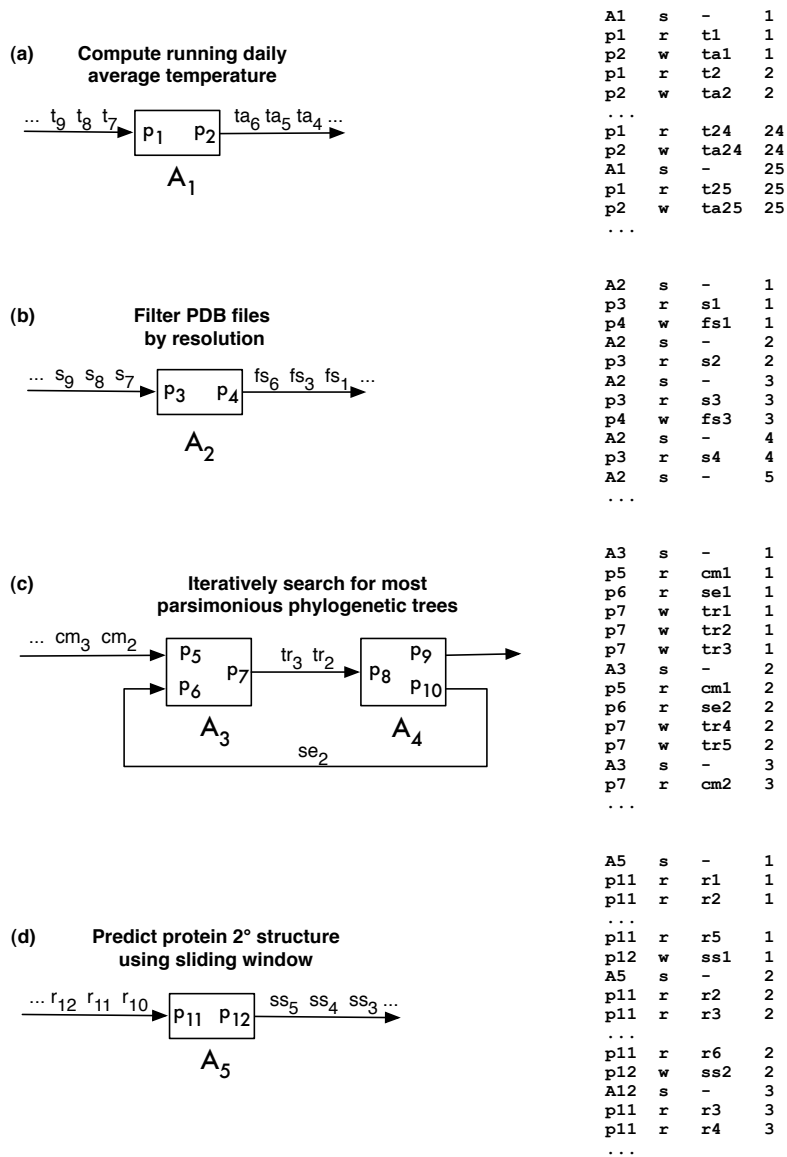 (a) Compute running daily
average temperature
... t9 t8 t7
p1 p2
ta6 ta5 ta4 ...
A1
A1 s - 1
p1 r t1 1
p2 w ta1 1
p1 r t2 2
p2 w ta2 2
...
p1 r t24 24
p2 w ta24 24
A1 s - 25
p1 r t25 25
p2 w ta25 25
...
(b) Filter PDB files
by resolution
... s9 s8 s7
p3 p4
fs6 fs3 fs1 ...
A2
A2 s - 1
p3 r s1 1
p4 w fs1 1
A2 s - 2
p3 r s2 2
A2 s - 3
p3 r s3 3
p4 w fs3 3
A2 s - 4
p3 r s4 4
A2 s - 5
...
(c) Iteratively search for most
parsimonious phylogenetic trees
... cm3 cm2
p5
p6
p7
tr3 tr2
p8
p9
p10
A3
A4
se2
A3 s - 1
p5 r cm1 1
p6 r se1 1
p7 w tr1 1
p7 w tr2 1
p7 w tr3 1
A3 s - 2
p5 r cm1 2
p6 r se2 2
p7 w tr4 2
p7 w tr5 2
A3 s - 3
p7 r cm2 3
...
(d) Predict protein 2° structure
using sliding window
... r12 r11 r10
p11 p12
ss5 ss4 ss3 ...
A5
A5 s - 1
p11 r r1 1
p11 r r2 1
...
p11 r r5 1
p12 w ss1 1
A5 s - 2
p11 r r2 2
p11 r r3 2
...
p11 r r6 2
p12 w ss2 2
A12 s - 3
p11 r r3 3
p11 r r4 3
...